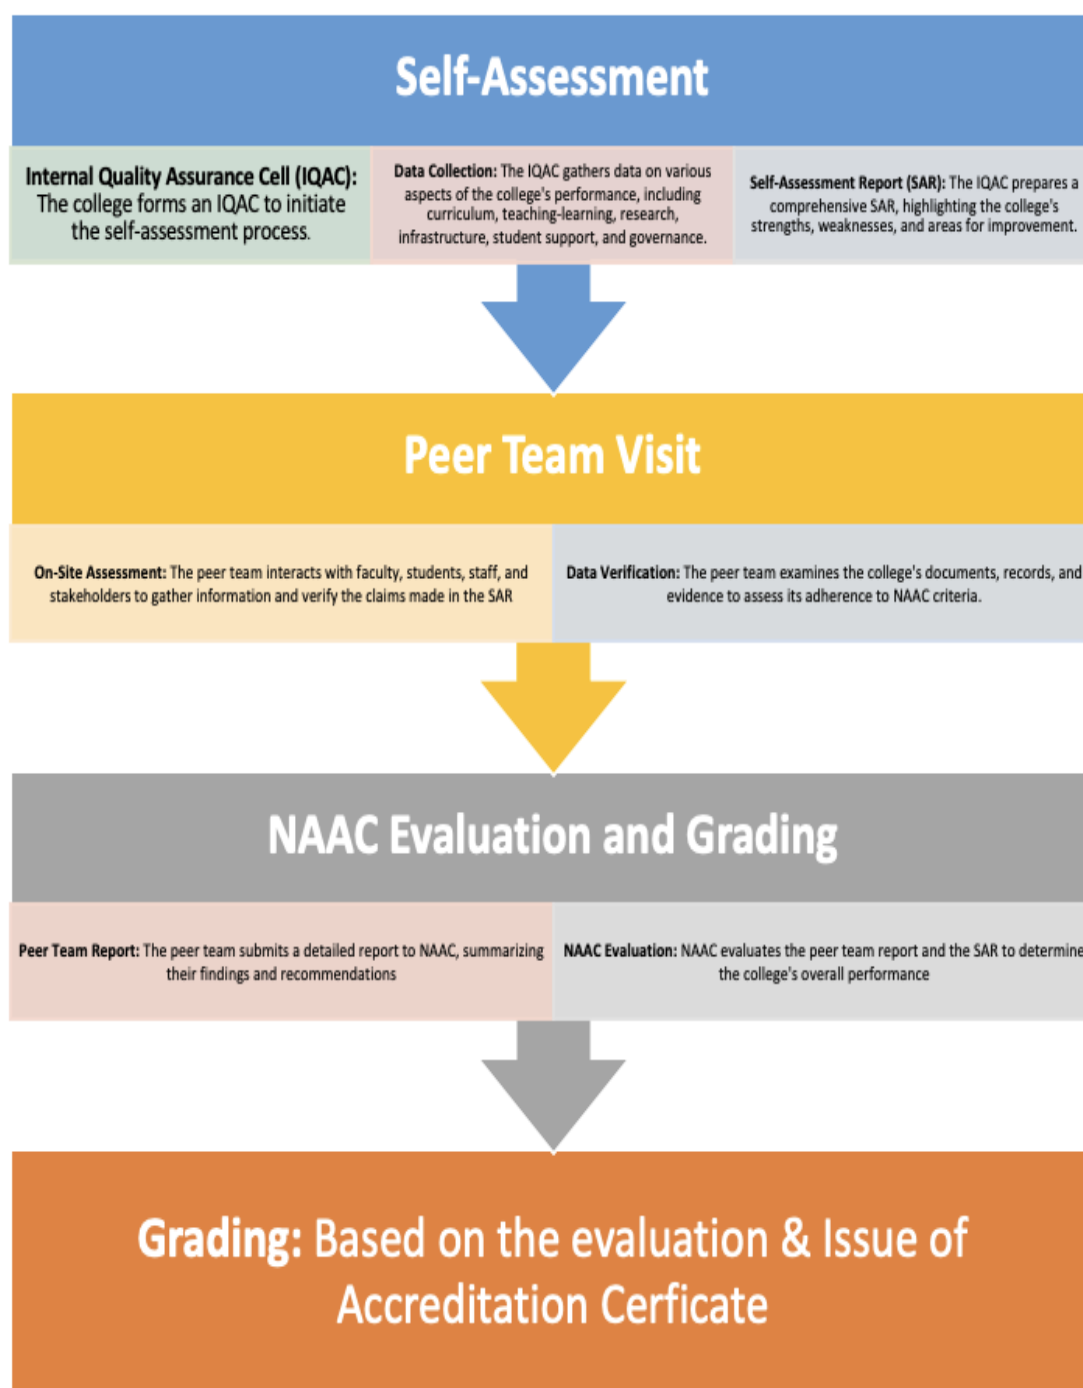 Self-Assessment
Internal Quality Assurance Cell (IQAC):
The college forms an IQAC to initiate
the self-assessment process.
Data Collection: The IQAC gathers data on various
aspects of the college's performance, including
curriculum, teaching-learning, research,
infrastructure, student support, and governance.
Self-Assessment Report (SAR): The IQAC prepares a
comprehensive SAR, highlighting the college's
strengths, weaknesses, and areas for improvement.
Peer Team Visit
On-Site Assessment: The peer team interacts with faculty, students, staff, and
stakeholders to gather information and verify the claims made in the SAR
Data Verification: The peer team examines the college's documents, records, and
evidence to assess its adherence to NAAC criteria.
NAAC Evaluation and Grading
Peer Team Report: The peer team submits a detailed report to NAAC, summarizing
their findings and recommendations
NAAC Evaluation: NAAC evaluates the peer team report and the SAR to determine
the college's overall performance
Grading: Based on the evaluation & Issue of
Accreditation Cerficate